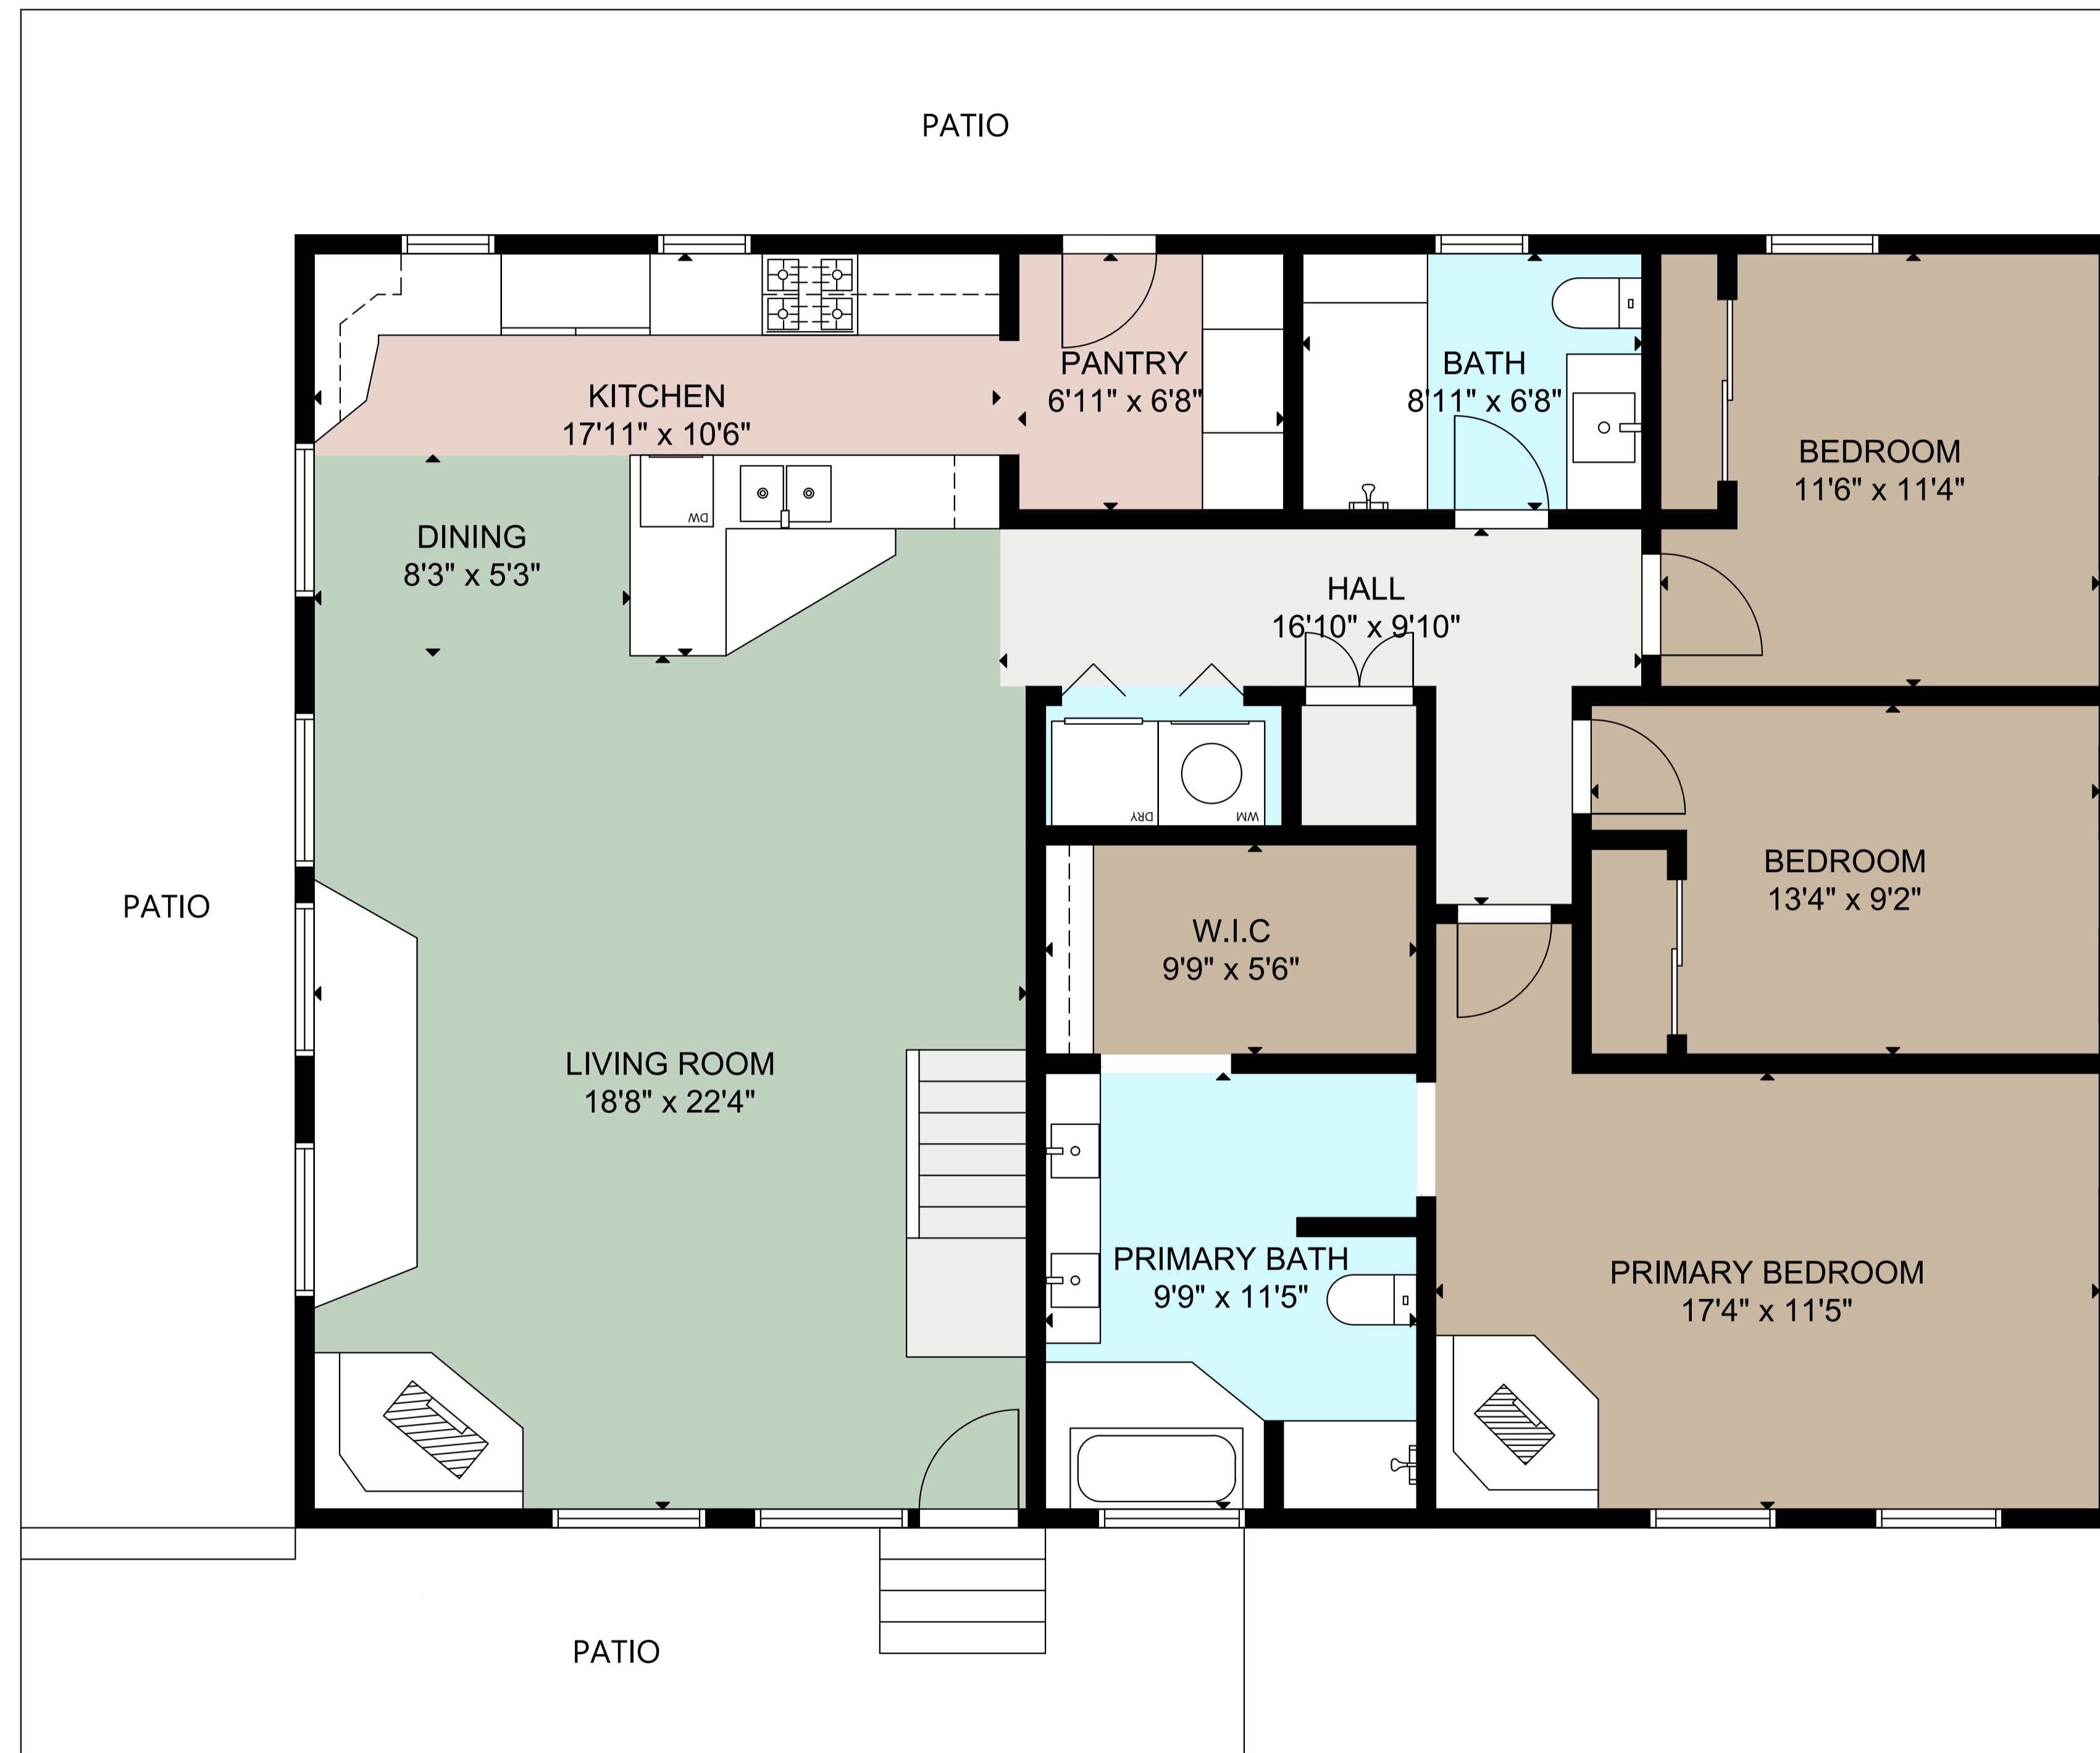 PATIO
KITCHEN
17'11" x 10'6"
PANTRY
6'11" x 6'8"
BATH
8'11" x 6'8"
BEDROOM
11'6" x 11'4"
DINING
8'3" x 5'3"
DW
HALL
16'10" x 9'10"
DRY
WM
BEDROOM
13'4" x 9'2"
PATIO
W.I.C
9'9" x 5'6"
LIVING ROOM
18'8" x 22'4"
PRIMARY BATH
9'9" x 11'5"
PRIMARY BEDROOM
17'4" x 11'5"
PATIO